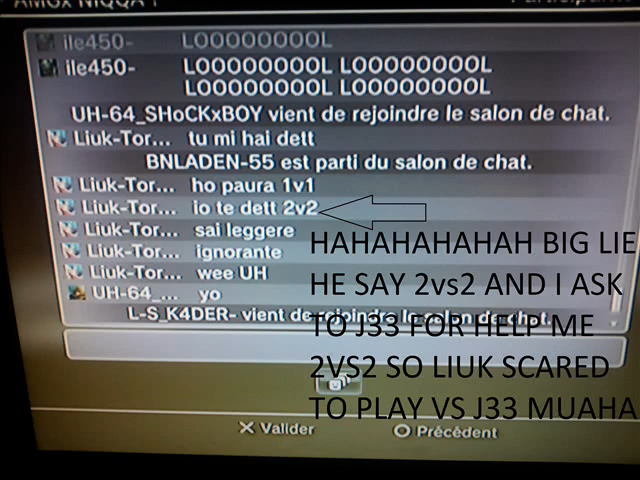 ile450- LOOOOOOOOL
ile450- LOOOOOOOOL LOOOOOOOOL
LOOOOOOOOL LOOOOOOOOL
UH-64_SHoCKxBOY vient de rejoindre le salon de chat.
Liuk-Tor... tu mi hai dett
BNLADEN-55 est parti du salon de chat.
Liuk-Tor... ho paura 1v1
Liuk-Tor... io te dett 2v2
Liuk-Tor... sai leggere
Liuk-Tor... ignorante
Liuk-Tor... wee UH
UH-64_... yo
L-S_K4DER- vient de rejoindre le salon de chat.
HAHAHAHAHAH BIG LIE
HE SAY 2vs2 AND I ASK
TO J33 FOR HELP ME
2VS2 SO LIUK SCARED
TO PLAY VS J33 MUAHA
Valider Précédent